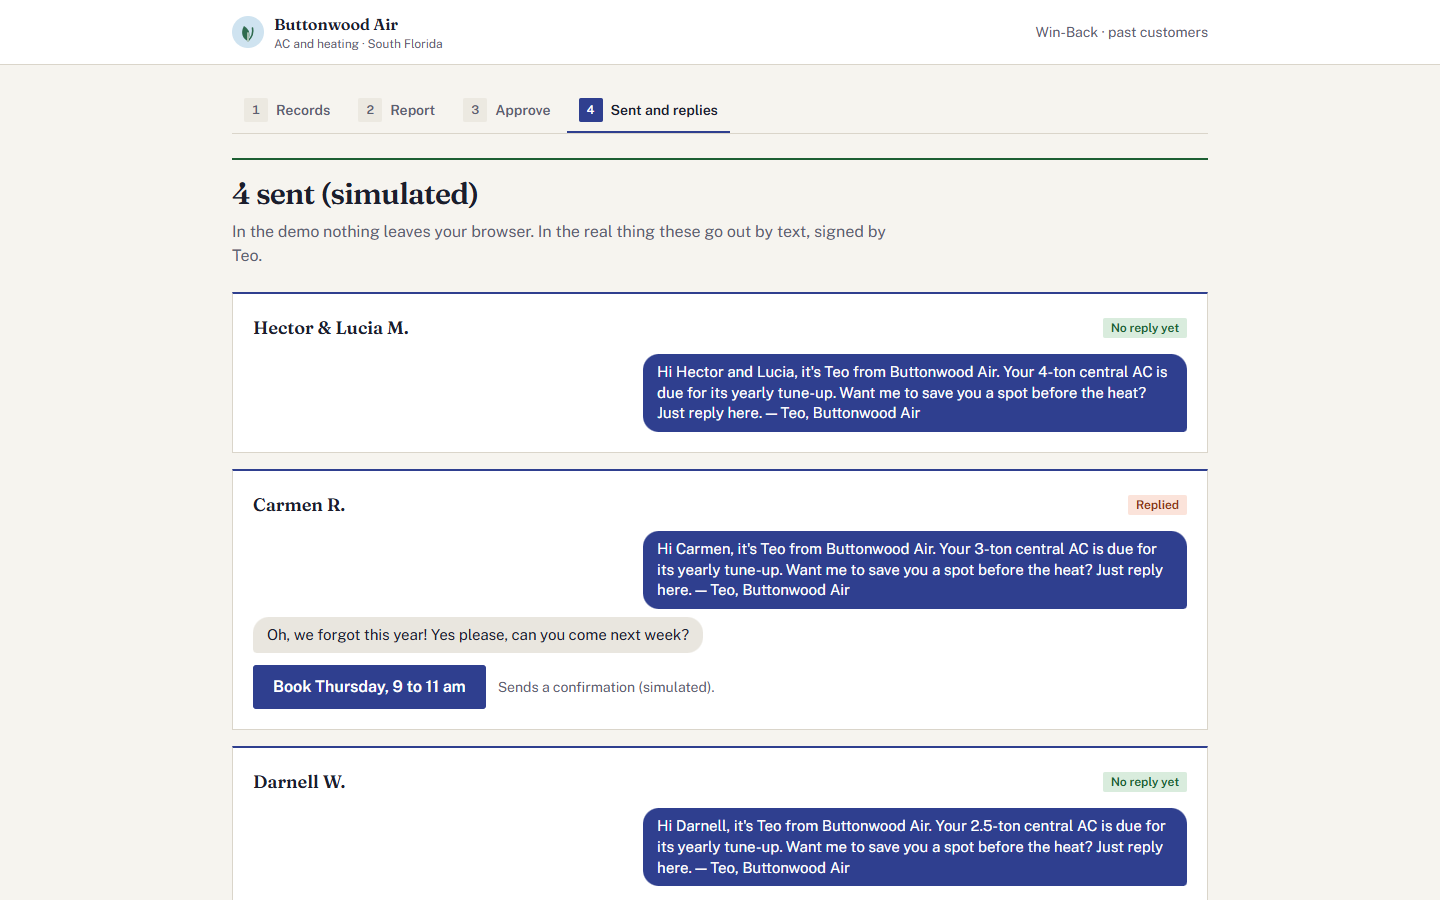 Buttonwood Air
AC and heating · South Florida
Win-Back · past customers
1 Records 2 Report 3 Approve 4 Sent and replies
4 sent (simulated)
In the demo nothing leaves your browser. In the real thing these go out by text, signed by
Teo.
Hector & Lucia M.
No reply yet
Hi Hector and Lucia, it's Teo from Buttonwood Air. Your 4-ton central AC is
due for its yearly tune-up. Want me to save you a spot before the heat?
Just reply here. — Teo, Buttonwood Air
Carmen R.
Replied
Hi Carmen, it's Teo from Buttonwood Air. Your 3-ton central AC is due for
its yearly tune-up. Want me to save you a spot before the heat? Just reply
here. — Teo, Buttonwood Air
Oh, we forgot this year! Yes please, can you come next week?
Book Thursday, 9 to 11 am
Sends a confirmation (simulated).
Darnell W.
No reply yet
Hi Darnell, it's Teo from Buttonwood Air. Your 2.5-ton central AC is due for
its yearly tune-up. Want me to save you a spot before the heat? Just reply
here. — Teo, Buttonwood Air